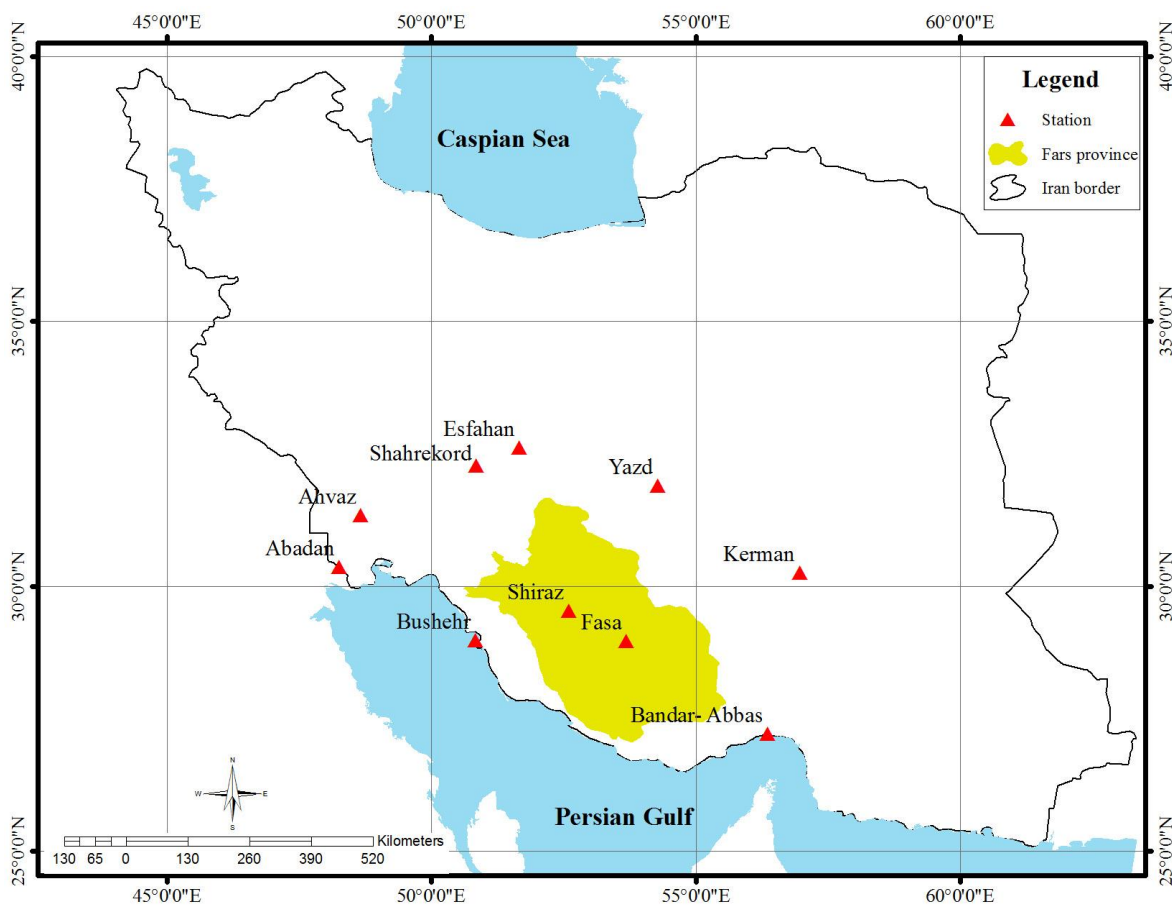 45°0'0"E 50°0'0"E 55°0'0"E 60°0'0"E
40°0'0"N
40°0'0"N
Legend
Station
Fars province
Iran border
Caspian Sea
35°0'0"N
35°0'0"N
Esfahan
Shahrekord
Yazd
Ahvaz
Abadan
Kerman
30°0'0"N
30°0'0"N
Shiraz
Fasa
Bushehr
Bandar- Abbas
N
W E
S
Persian Gulf
Kilometers
130 65 0 130 260 390 520
25°0'0"N
25°0'0"N
45°0'0"E 50°0'0"E 55°0'0"E 60°0'0"E